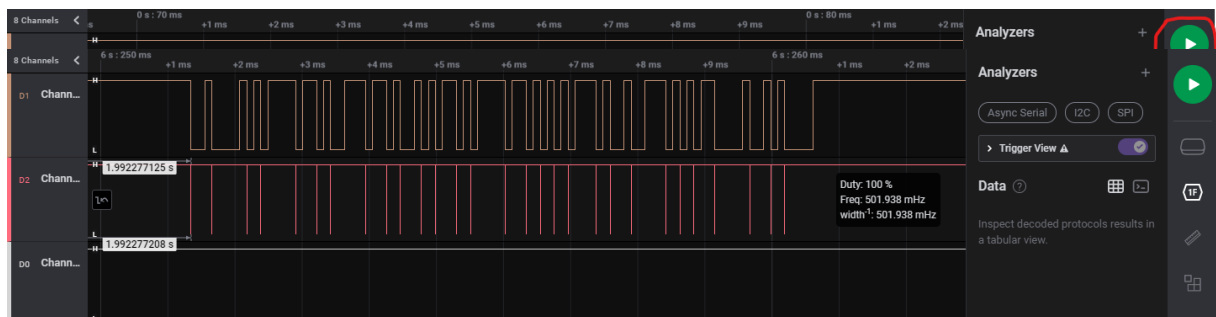 8 Channels
s
0 s : 70 ms
+1 ms
+2 ms
+3 ms
+4 ms
+5 ms
+6 ms
+7 ms
+8 ms
+9 ms
0 s : 80 ms
+1 ms
+2 ms
Analyzers +
H
8 Channels
6 s : 250 ms
+1 ms
+2 ms
+3 ms
+4 ms
+5 ms
+6 ms
+7 ms
+8 ms
+9 ms
6 s : 260 ms
+1 ms
+2 ms
Analyzers +
D1 Chann...
H
L
Async Serial
I2C
SPI
Trigger View
D2 Chann...
H
L
1.992277125 s
1.992277208 s
Duty: 100 %
Freq: 501.938 mHz
width-1: 501.938 mHz
Data
1F
Inspect decoded protocols results in
a tabular view.
D0 Chann...
H